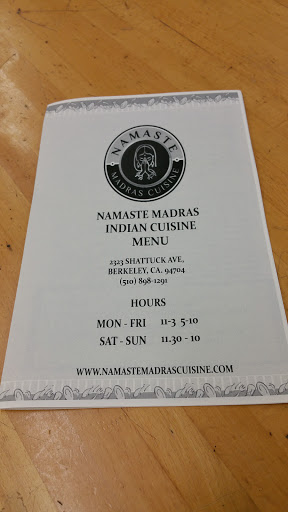 NAMASTE
MADRAS CUISINE
NAMASTE MADRAS
INDIAN CUISINE
MENU
2323 SHATTUCK AVE,
BERKELEY, CA. 94704
(510) 898-1291
HOURS
MON - FRI 11-3 5-10
SAT - SUN 11.30 - 10
WWW.NAMASTEMADRASCUISINE.COM